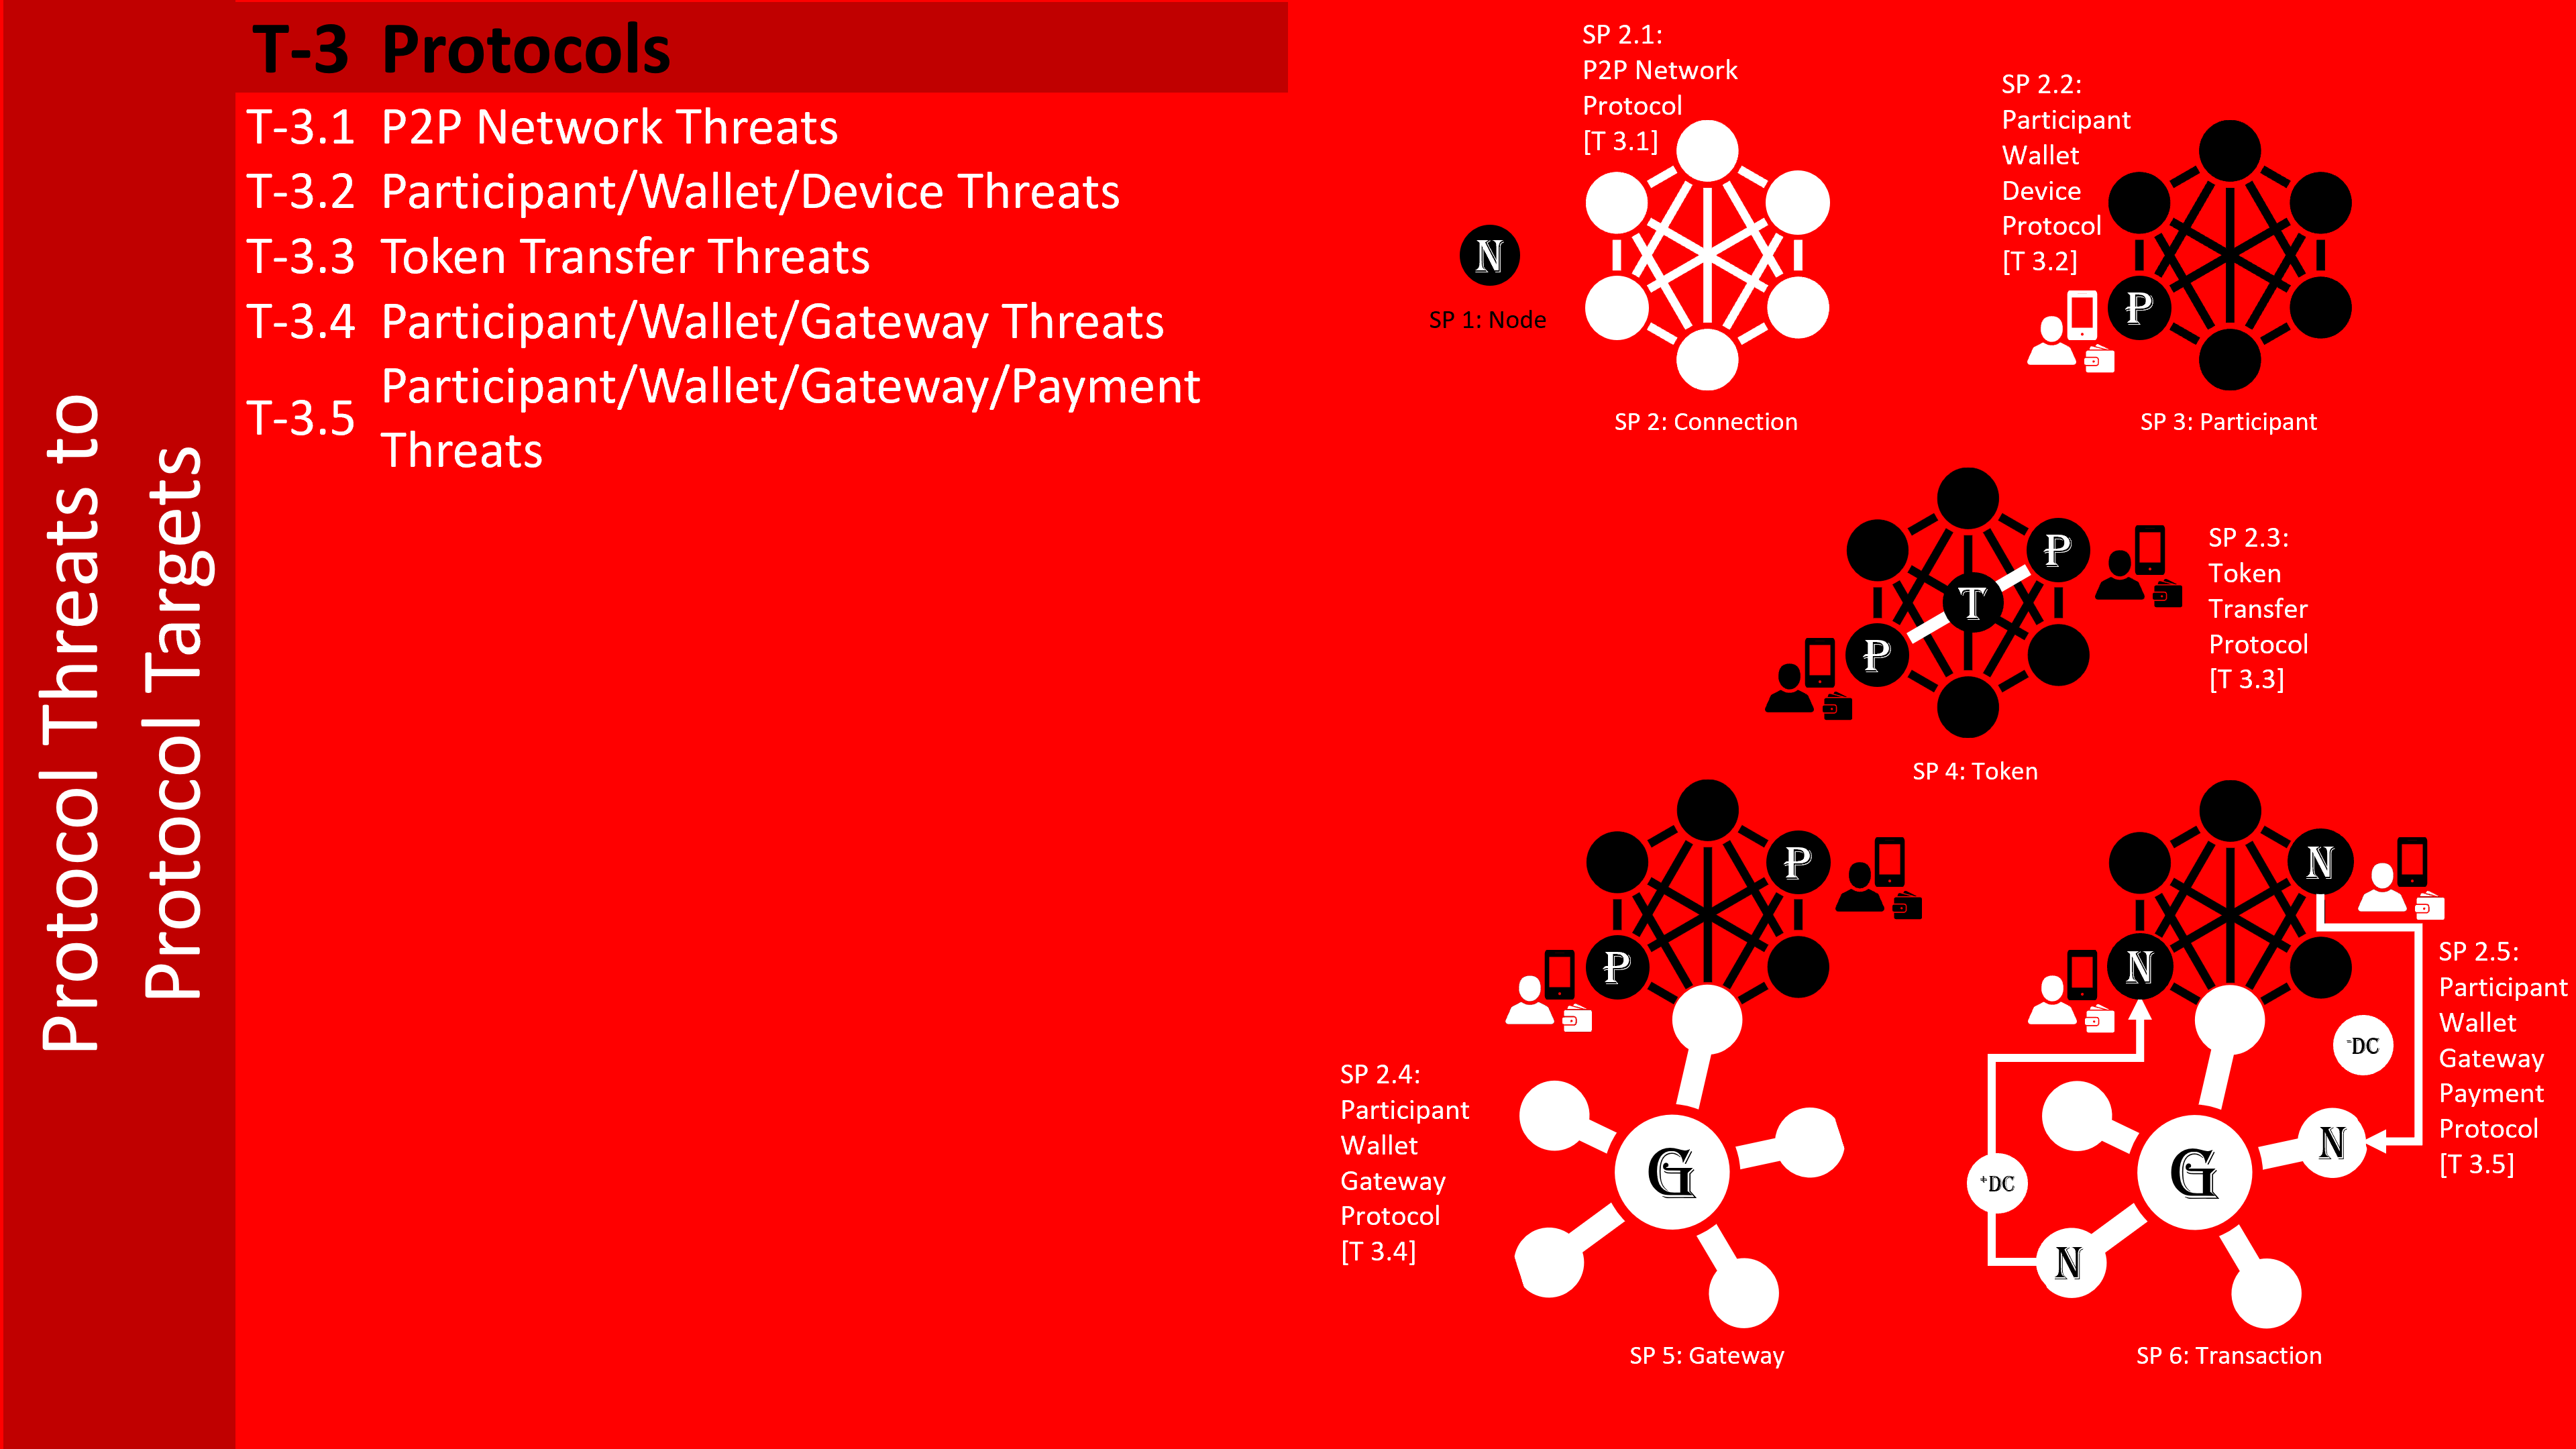 Protocol Threats to
Protocol Targets
T-3 Protocols
T-3.1 P2P Network Threats
T-3.2 Participant/Wallet/Device Threats
T-3.3 Token Transfer Threats
T-3.4 Participant/Wallet/Gateway Threats
T-3.5 Participant/Wallet/Gateway/Payment
Threats
SP 2.1:
P2P Network
Protocol
[T 3.1]
N
SP 1: Node
SP 2: Connection
SP 2.2:
Participant
Wallet
Device
Protocol
[T 3.2]
P
SP 3: Participant
P
T
P
SP 2.3:
Token
Transfer
Protocol
[T 3.3]
SP 4: Token
P
P
SP 2.4:
Participant
Wallet
Gateway
Protocol
[T 3.4]
G
SP 5: Gateway
N
N
SP 2.5:
Participant
Wallet
Gateway
Payment
Protocol
[T 3.5]
-DC
N
+DC
G
N
SP 6: Transaction